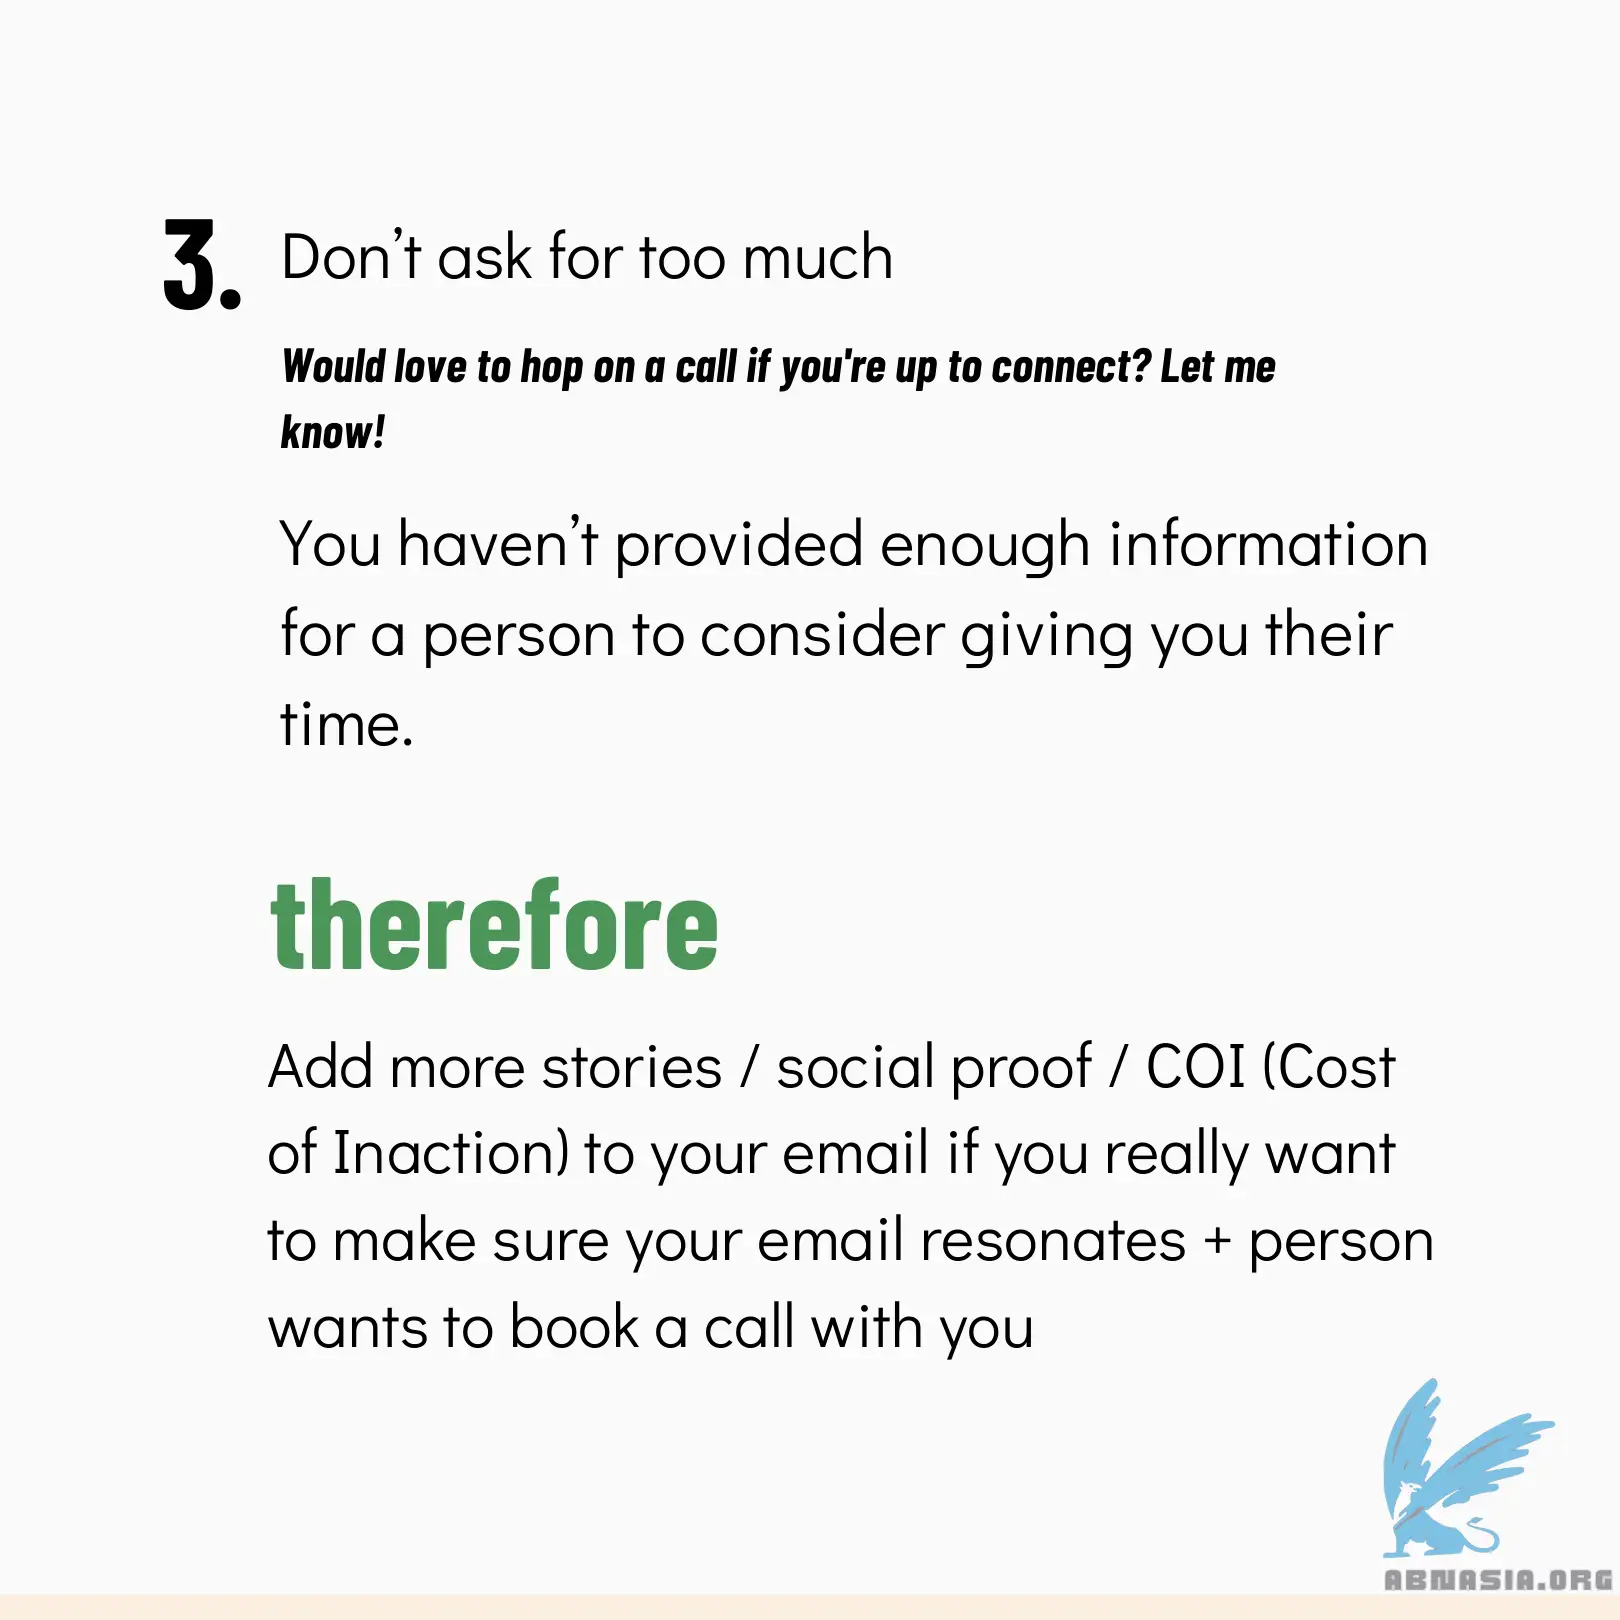 3. Don’t ask for too much
Would love to hop on a call if you're up to connect? Let me
know!
You haven’t provided enough information
for a person to consider giving you their
time.
therefore
Add more stories / social proof / COI (Cost
of Inaction) to your email if you really want
to make sure your email resonates + person
wants to book a call with you
ABNASIA.ORG